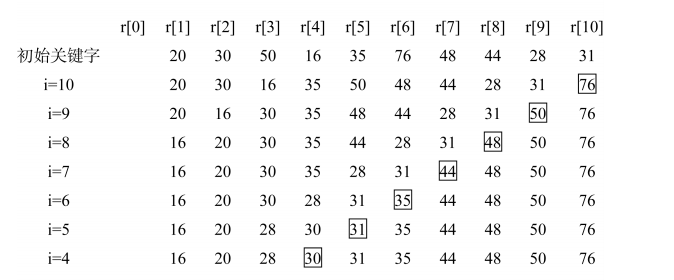 r[0] r[1] r[2] r[3] r[4] r[5] r[6] r[7] r[8] r[9] r[10]
初始关键字 20 30 50 16 35 76 48 44 28 31
i=10 20 30 16 35 50 48 44 28 31 76
i=9 20 16 30 35 48 44 28 31 50 76
i=8 16 20 30 35 44 28 31 48 50 76
i=7 16 20 30 35 28 31 44 48 50 76
i=6 16 20 30 28 31 35 44 48 50 76
i=5 16 20 28 30 31 35 44 48 50 76
i=4 16 20 28 30 31 35 44 48 50 76